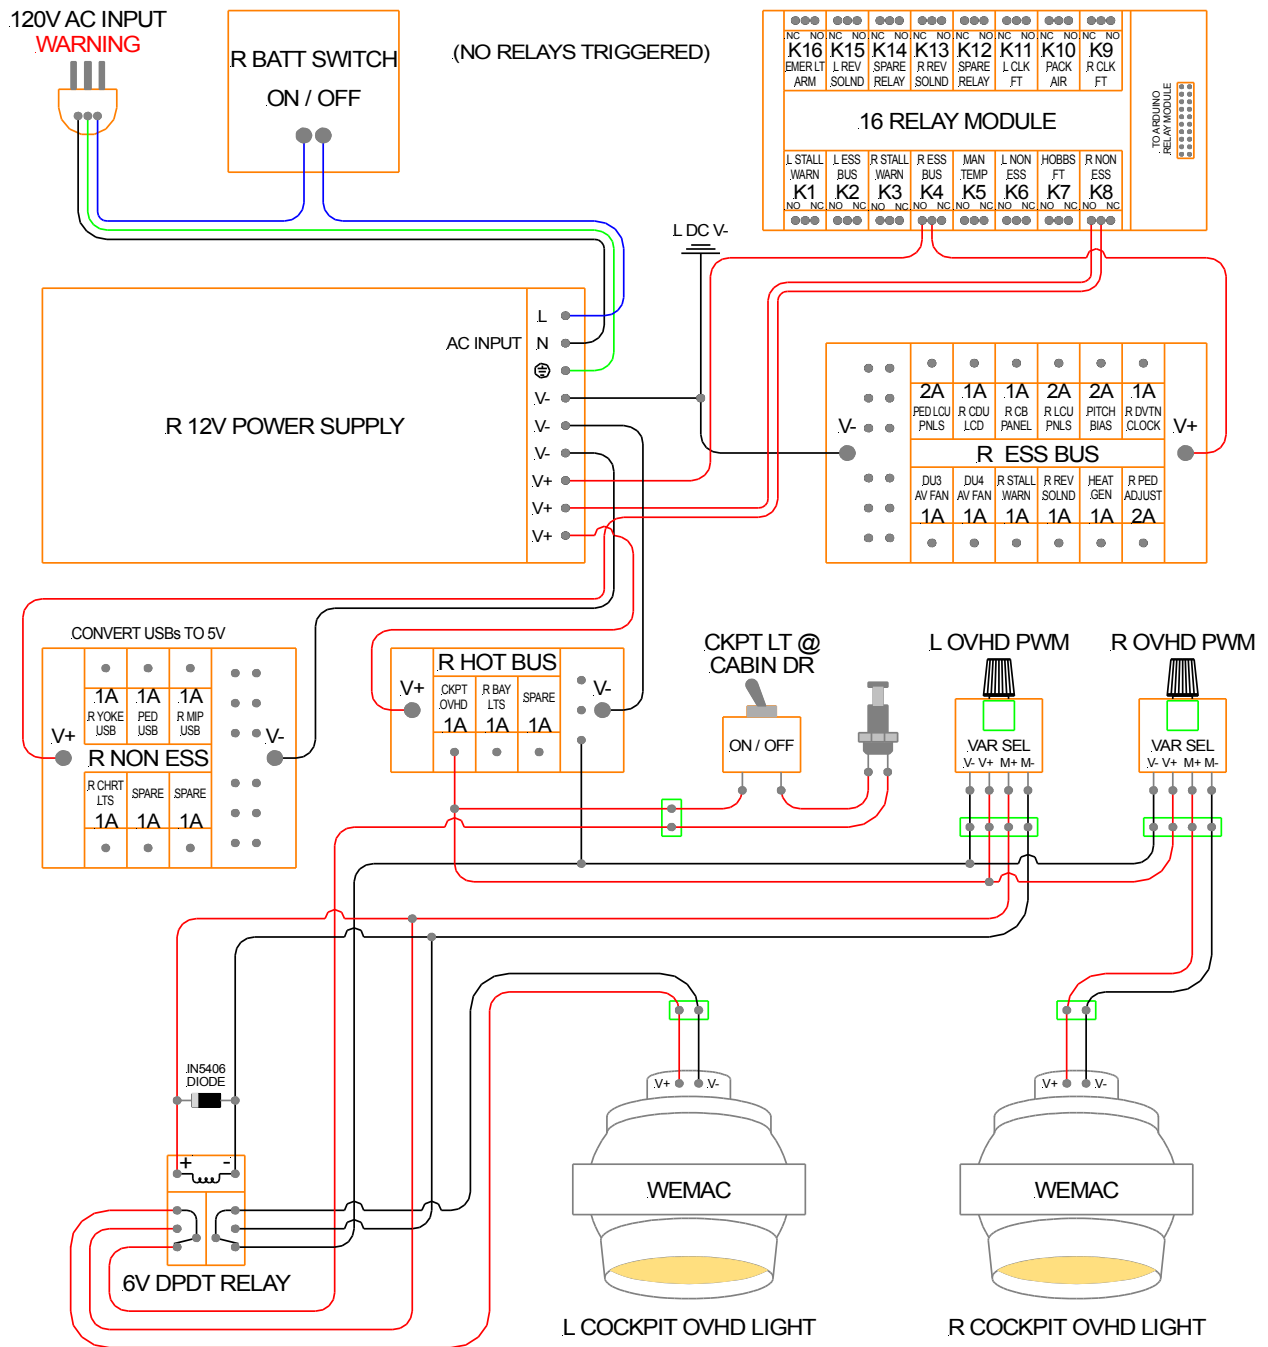 120V AC INPUT
WARNING
R BATT SWITCH
ON / OFF
(NO RELAYS TRIGGERED)
NC NO NC NO NC NO NC NO NC NO NC NO NC NO NC NO
K16 K15 K14 K13 K12 K11 K10 K9
EMER LT L REV SPARE R REV SPARE L CLK PACK R CLK
ARM SOLND RELAY SOLND RELAY FT AIR FT
16 RELAY MODULE
TO ARDUINO
RELAY MODULE
L STALL L ESS R STALL R ESS MAN L NON HOBBS R NON
WARN BUS WARN BUS TEMP ESS FT ESS
K1 K2 K3 K4 K5 K6 K7 K8
NO NC NO NC NO NC NO NC NO NC NO NC NO NC NO NC
L DC V-
R 12V POWER SUPPLY
AC INPUT
L
N
V-
V-
V-
V+
V+
V+
2A 1A 1A 2A 2A 1A
PED LCU R CDU R CB R LCU PITCH R DVTN
PNLS LCD PANEL PNLS BIAS CLOCK
V- R ESS BUS V+
DU3 DU4 R STALL R REV HEAT R PED
AV FAN AV FAN WARN SOLND GEN ADJUST
1A 1A 1A 1A 1A 2A
CONVERT USBs TO 5V
1A 1A 1A
R YOKE PED R MIP
USB USB USB
V+ R NON ESS V-
R CHRT SPARE SPARE
LTS
1A 1A 1A
R HOT BUS
V+ V-
CKPT R BAY SPARE
OVHD LTS
1A 1A 1A
CKPT LT @
CABIN DR
ON / OFF
L OVHD PWM
VAR SEL
V- V+ M+ M-
R OVHD PWM
VAR SEL
V- V+ M+ M-
IN5406
DIODE
+ -
6V DPDT RELAY
V+ V-
WEMAC
L COCKPIT OVHD LIGHT
V+ V-
WEMAC
R COCKPIT OVHD LIGHT